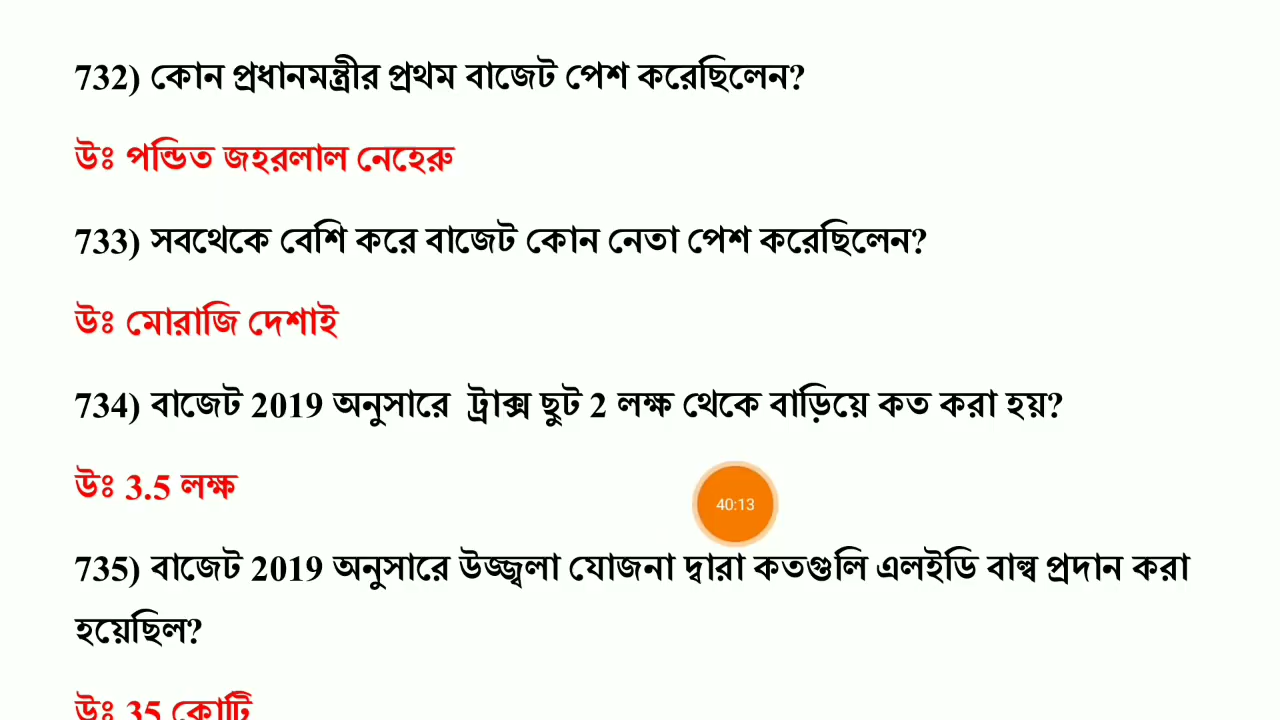 732) কোন প্রধানমন্ত্রীর প্রথম বাজেট পেশ করেছিলেন?
উঃ পন্ডিত জহরলাল নেহেরু
733) সবথেকে বেশি করে বাজেট কোন নেতা পেশ করেছিলেন?
উঃ মোরাজি দেশাই
734) বাজেট 2019 অনুসারে ট্রাক্স ছুট 2 লক্ষ থেকে বাড়িয়ে কত করা হয়?
উঃ 3.5 লক্ষ
40:13
735) বাজেট 2019 অনুসারে উজ্জ্বলা যোজনা দ্বারা কতগুলি এলইডি বাল্ব প্রদান করা
হয়েছিল?
উঃ 35 কোটি